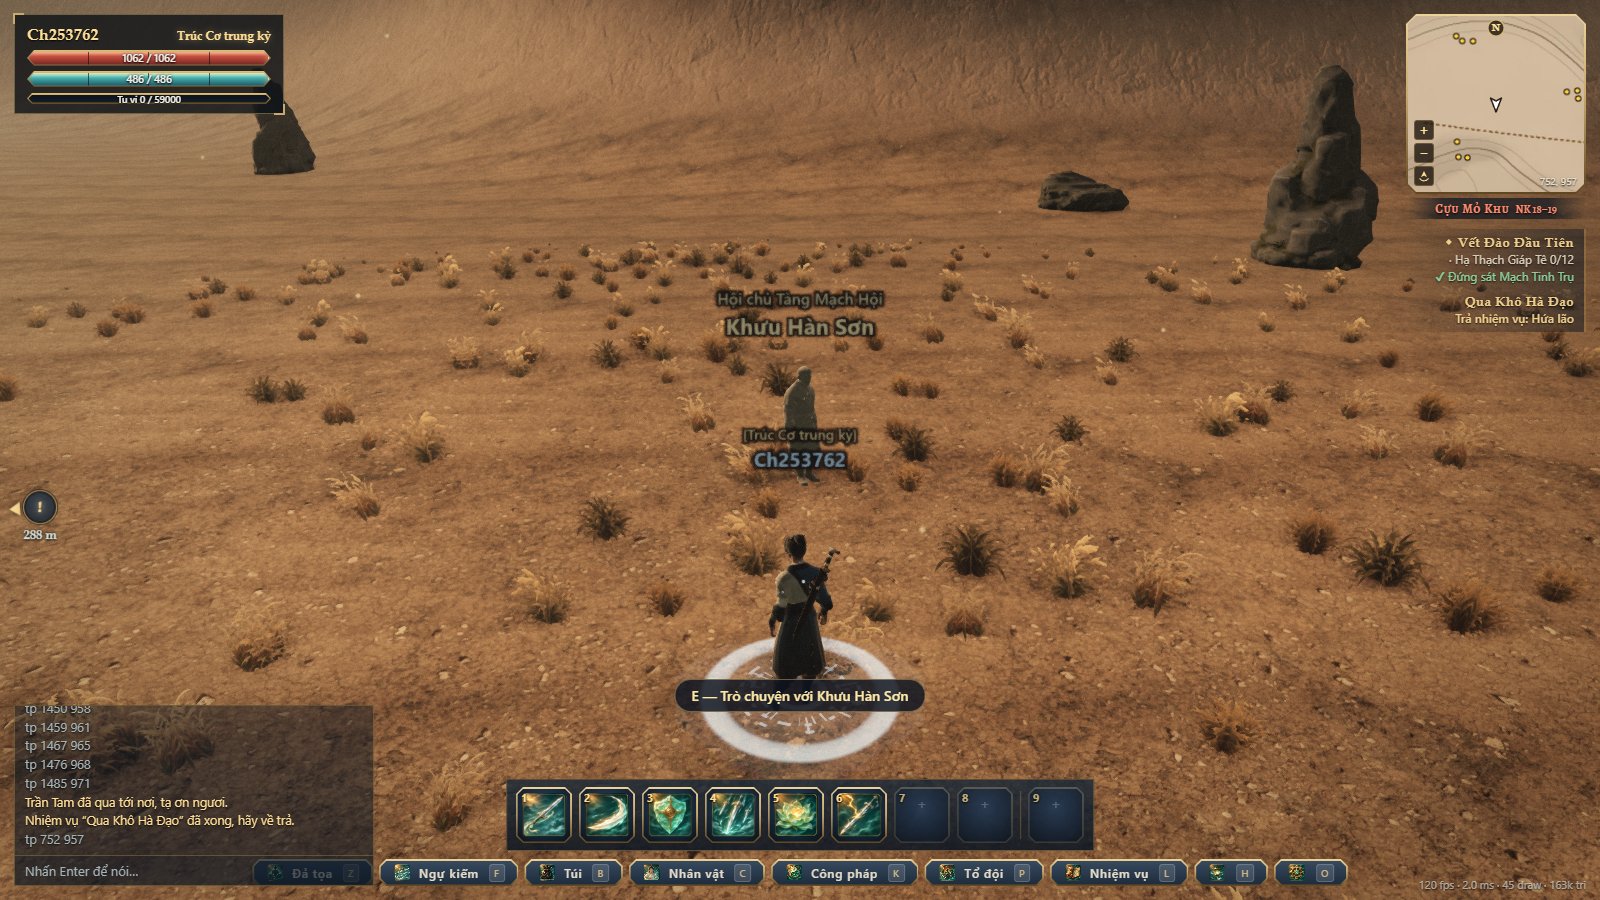 Ch253762
Trúc Cơ trung kỳ
1062 / 1062
486 / 486
Tu vi 0 / 59000
N
+
−
752, 957
Cựu Mỏ Khu NK 18–19
Vết Đào Đầu Tiên
· Hạ Thạch Giáp Tê 0/12
✓ Đứng sát Mạch Tinh Trụ
Qua Khô Hà Đạo
Trả nhiệm vụ: Hứa lão
Hội chủ Tàng Mạch Hội
Khưu Hàn Sơn
[Trúc Cơ trung kỳ]
Ch253762
!
288 m
E — Trò chuyện với Khưu Hàn Sơn
tp 1450 958
tp 1459 961
tp 1467 965
tp 1476 968
tp 1485 971
Trần Tam đã qua tới nơi, tạ ơn ngươi.
Nhiệm vụ “Qua Khô Hà Đạo” đã xong, hãy về trả.
tp 752 957
Nhấn Enter để nói...
1 2 3 4 5 6 7 8 9
Đả tọa Z
Ngự kiếm F
Túi B
Nhân vật C
Công pháp K
Tổ đội P
Nhiệm vụ L
H
O
120 fps · 2.0 ms · 45 draw · 163k tri